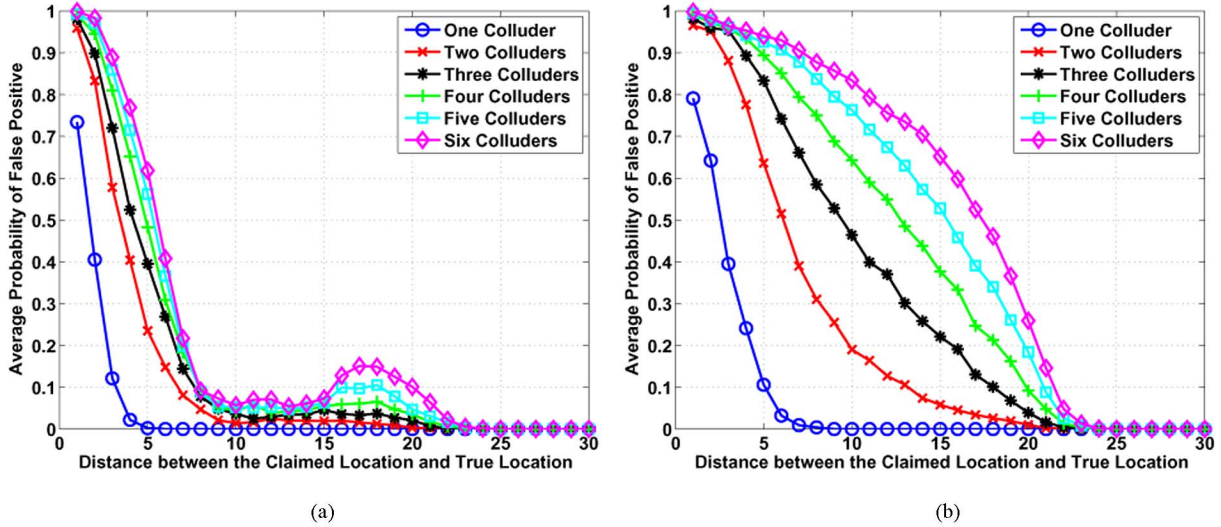 Average Probability of False Positive
1
0.9
0.8
0.7
0.6
0.5
0.4
0.3
0.2
0.1
0
One Colluder
Two Colluders
Three Colluders
Four Colluders
Five Colluders
Six Colluders
0 5 10 15 20 25 30
Distance between the Claimed Location and True Location
(a)
Average Probability of False Positive
1
0.9
0.8
0.7
0.6
0.5
0.4
0.3
0.2
0.1
0
One Colluder
Two Colluders
Three Colluders
Four Colluders
Five Colluders
Six Colluders
0 5 10 15 20 25 30
Distance between the Claimed Location and True Location
(b)